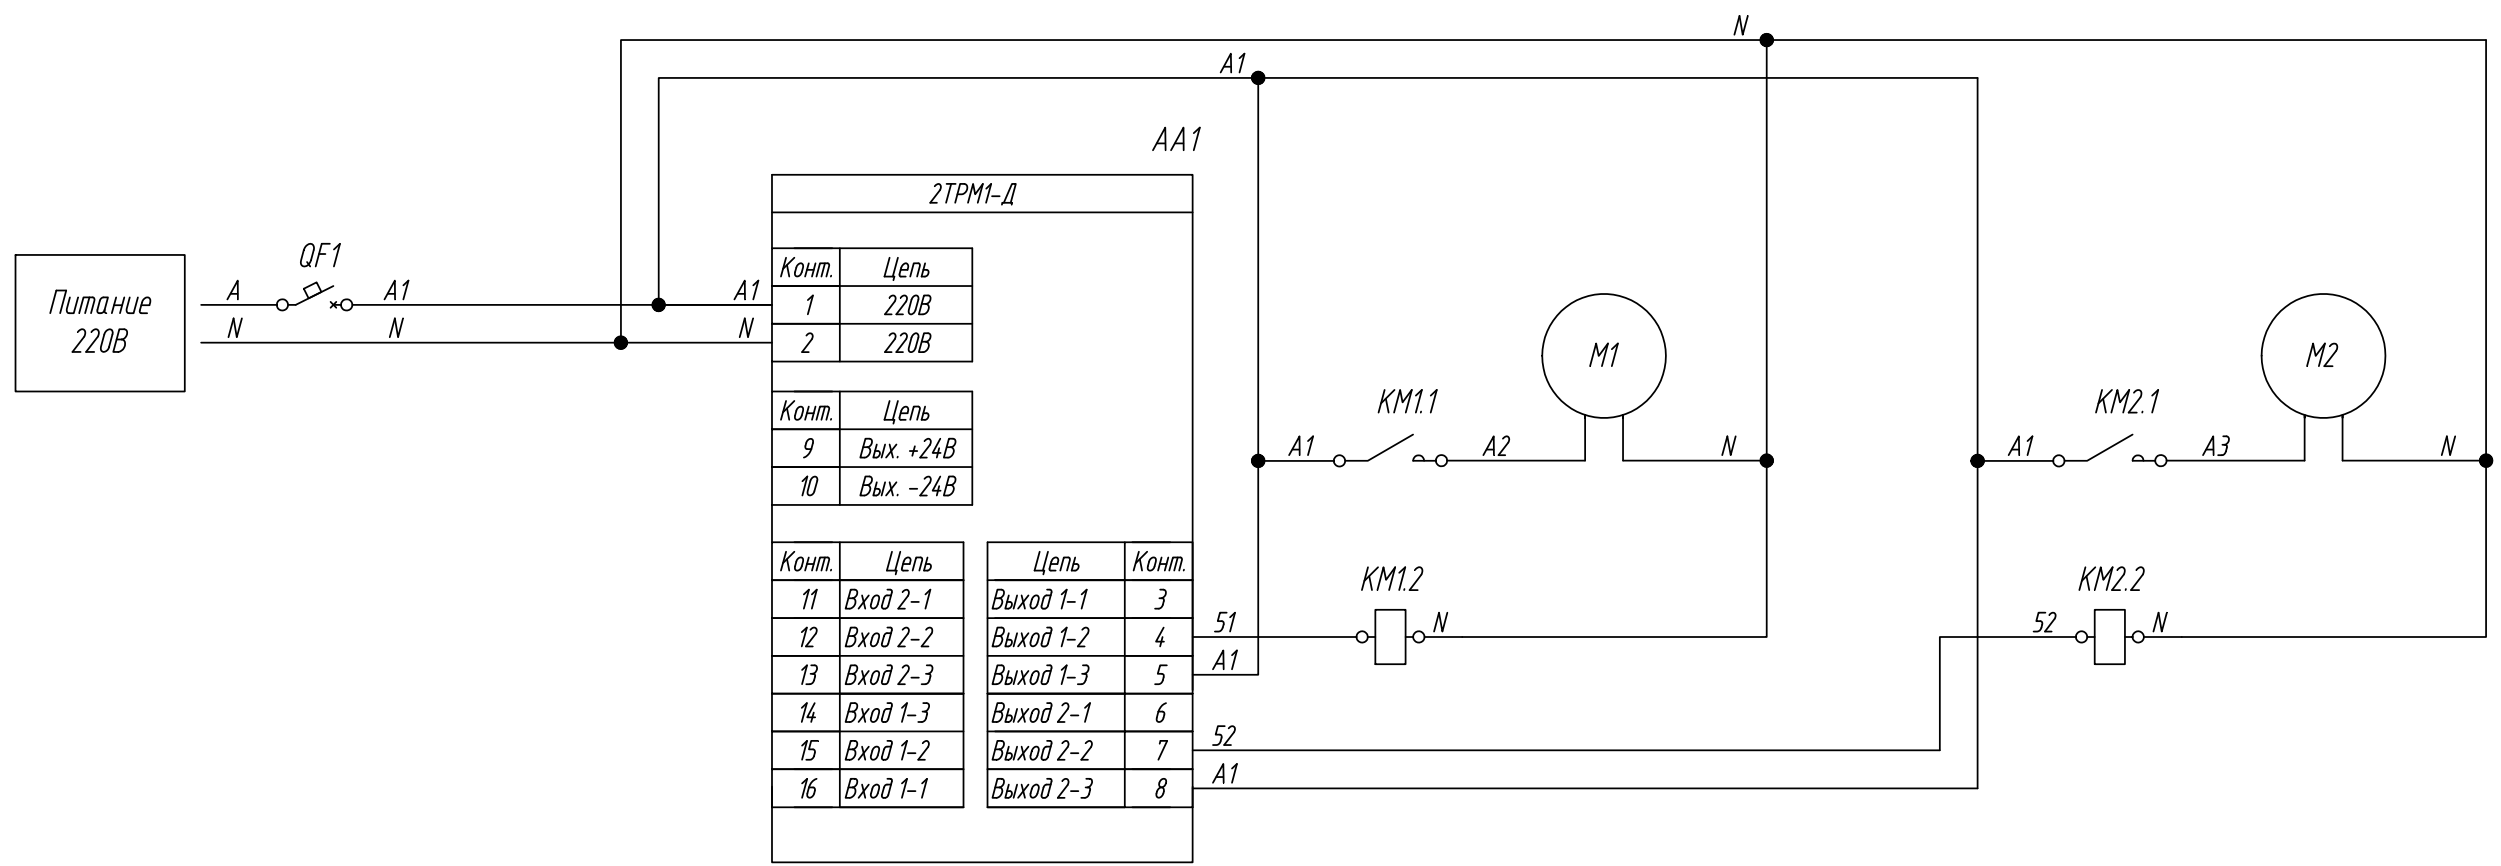 N
A1
AA1
2ТРМ1-Д
QF1
Питание
220В
A
A1
A1
N
N
N
Конт. Цепь
1 220В
2 220В
Конт. Цепь
9 Вых. +24В
10 Вых. -24В
M1
M2
KM1.1
KM2.1
A1
A2
N
A1
A3
N
Конт. Цепь Цепь Конт.
11 Вход 2-1 Выход 1-1 3
12 Вход 2-2 Выход 1-2 4
13 Вход 2-3 Выход 1-3 5
14 Вход 1-3 Выход 2-1 6
15 Вход 1-2 Выход 2-2 7
16 Вход 1-1 Выход 2-3 8
KM1.2
KM2.2
51
N
52
N
A1
52
A1